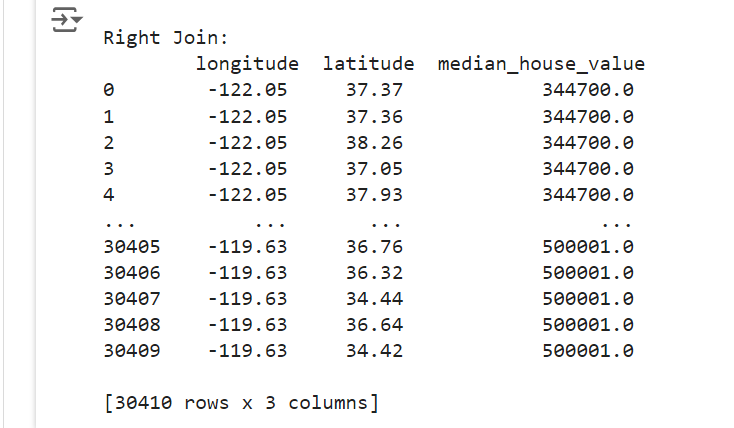 Right Join:
longitude latitude median_house_value
0 -122.05 37.37 344700.0
1 -122.05 37.36 344700.0
2 -122.05 38.26 344700.0
3 -122.05 37.05 344700.0
4 -122.05 37.93 344700.0
... ... ... ...
30405 -119.63 36.76 500001.0
30406 -119.63 36.32 500001.0
30407 -119.63 34.44 500001.0
30408 -119.63 36.64 500001.0
30409 -119.63 34.42 500001.0
[30410 rows x 3 columns]